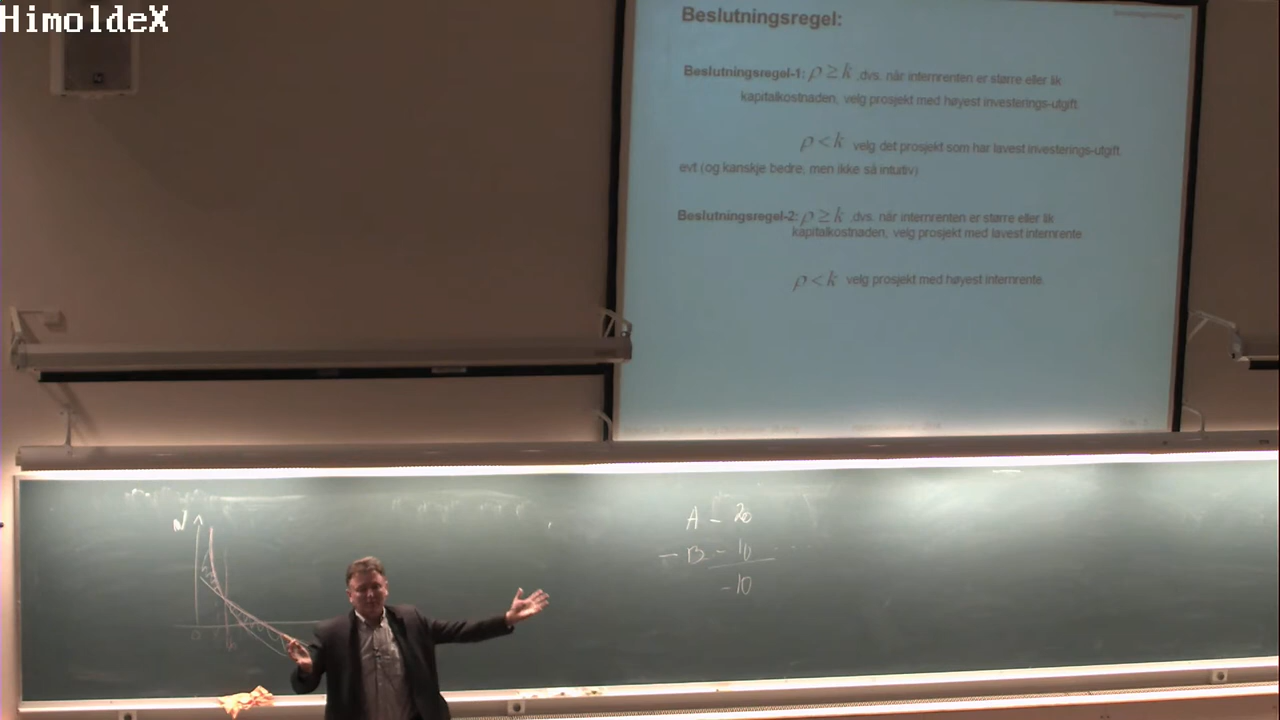 HimoldeX
Beslutningsregel:
Beslutningsregel-1: ρ ≥ k ,dvs. når internrenten er større eller lik
kapitalkostnaden, velg prosjekt med høyest investerings-utgift.
ρ < k velg det prosjekt som har lavest investerings-utgift.
evt (og kanskje bedre, men ikke så intuitiv)
Beslutningsregel-2: ρ ≥ k ,dvs. når internrenten er større eller lik
kapitalkostnaden, velg prosjekt med lavest internrente.
ρ < k velg prosjekt med høyest internrente.
N
A - 20
- B - 10
- 10